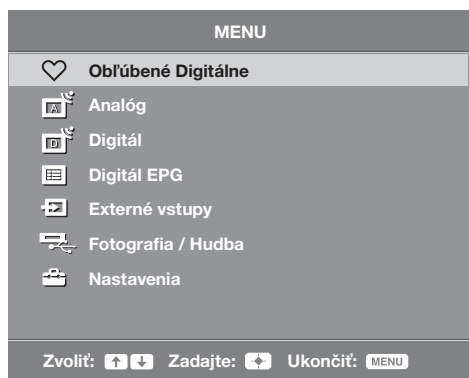 MENU
Obľúbené Digitálne
Analóg
Digitál
Digitál EPG
Externé vstupy
Fotografia / Hudba
Nastavenia
Zvoliť: Zadajte: Ukončiť: MENU